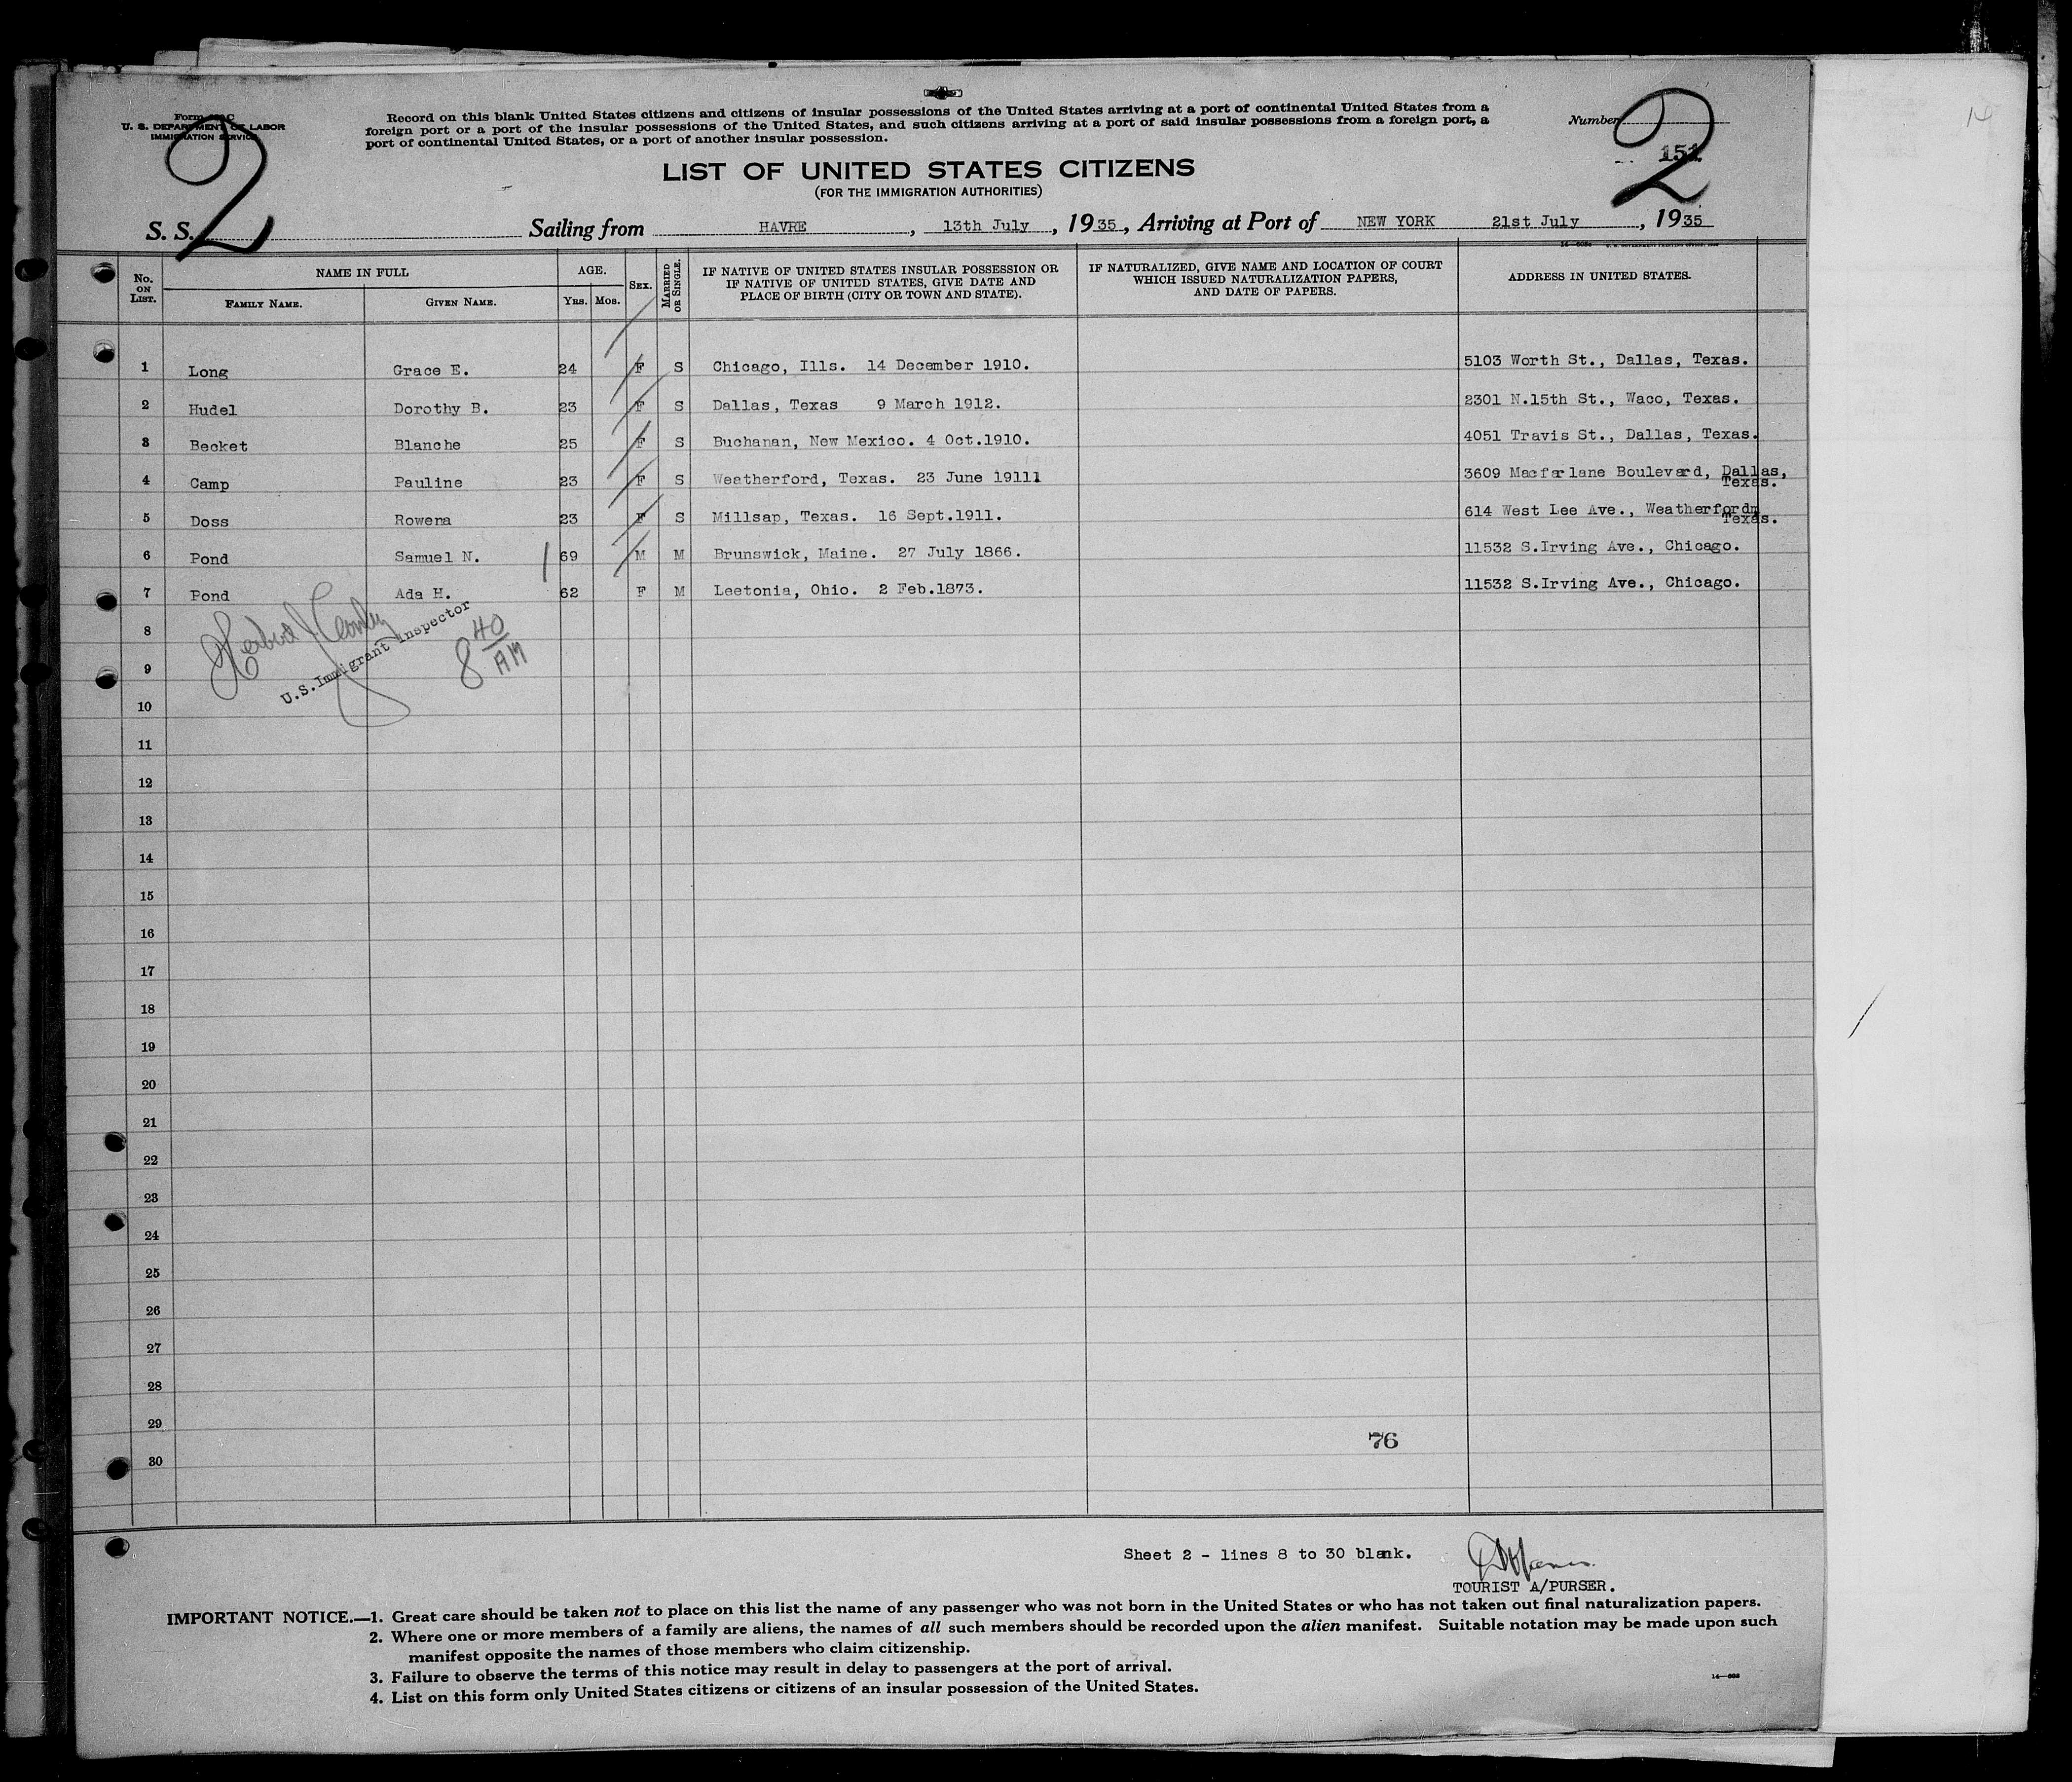 Form C
U. S. DEPARTMENT OF LABOR
IMMIGRATION SERVICE
2
Record on this blank United States citizens and citizens of insular possessions of the United States arriving at a port of continental United States from a
foreign port or a port of the insular possessions of the United States, and such citizens arriving at a port of said insular possessions from a foreign port, a
port of continental United States, or a port of another insular possession.
Number
151
2
14
LIST OF UNITED STATES CITIZENS
(FOR THE IMMIGRATION AUTHORITIES)
S. S. Sailing from HAVRE, 13th July, 1935, Arriving at Port of NEW YORK 21st July, 1935
No. ON LIST. NAME IN FULL FAMILY NAME. GIVEN NAME. AGE. YRS. MOS. SEX. MARRIED OR SINGLE. IF NATIVE OF UNITED STATES INSULAR POSSESSION OR IF NATIVE OF UNITED STATES, GIVE DATE AND PLACE OF BIRTH (CITY OR TOWN AND STATE). IF NATURALIZED, GIVE NAME AND LOCATION OF COURT WHICH ISSUED NATURALIZATION PAPERS, AND DATE OF PAPERS. ADDRESS IN UNITED STATES.
1 Long Grace E. 24 F S Chicago, Ills. 14 December 1910. 5103 Worth St., Dallas, Texas.
2 Hudel Dorothy B. 23 F S Dallas, Texas 9 March 1912. 2301 N.15th St., Waco, Texas.
3 Becket Blanche 25 F S Buchanan, New Mexico. 4 Oct.1910. 4051 Travis St., Dallas, Texas.
4 Camp Pauline 23 F S Weatherford, Texas. 23 June 19111 3609 Macfarlane Boulevard, Dallas, Texas.
5 Doss Rowena 23 F S Millsap, Texas. 16 Sept.1911. 614 West Lee Ave., Weatherford, Texas.
6 Pond Samuel N. 69 M M Brunswick, Maine. 27 July 1866. 11532 S.Irving Ave., Chicago.
7 Pond Ada H. 62 F M Leetonia, Ohio. 2 Feb.1873. 11532 S.Irving Ave., Chicago.
U.S.Immigrant Inspector
8 40 AM
8
9
10
11
12
13
14
15
16
17
18
19
20
21
22
23
24
25
26
27
28
29
76
30
Sheet 2 - lines 8 to 30 blank.
TOURIST A/PURSER.
IMPORTANT NOTICE.—1. Great care should be taken not to place on this list the name of any passenger who was not born in the United States or who has not taken out final naturalization papers.
2. Where one or more members of a family are aliens, the names of all such members should be recorded upon the alien manifest. Suitable notation may be made upon such
manifest opposite the names of those members who claim citizenship.
3. Failure to observe the terms of this notice may result in delay to passengers at the port of arrival.
4. List on this form only United States citizens or citizens of an insular possession of the United States.